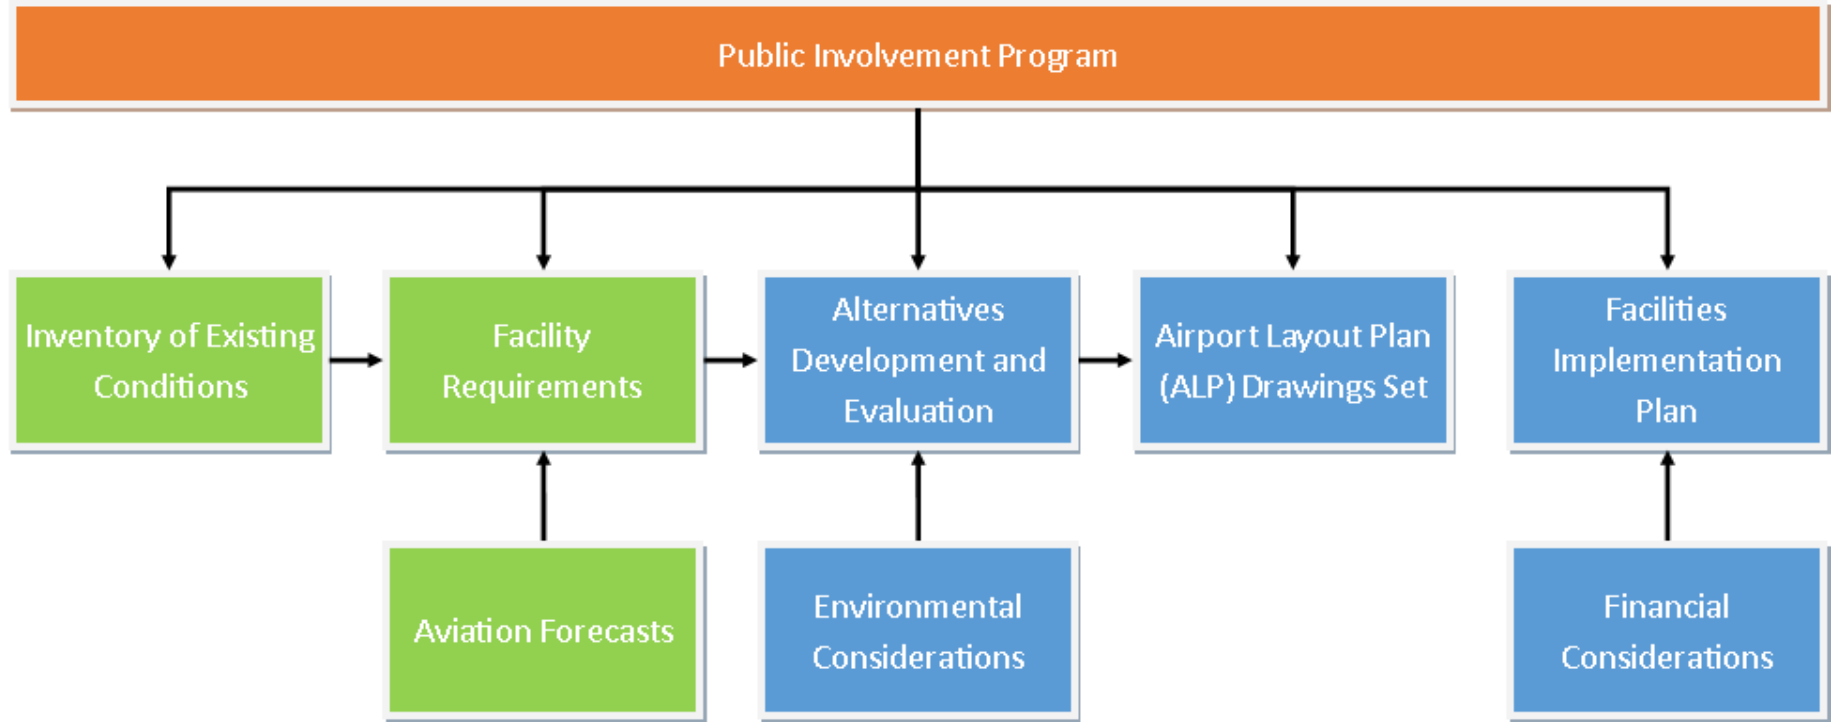 Public Involvement Program
Inventory of Existing
Conditions
Facility
Requirements
Alternatives
Development and
Evaluation
Airport Layout Plan
(ALP) Drawings Set
Facilities
Implementation
Plan
Aviation Forecasts
Environmental
Considerations
Financial
Considerations